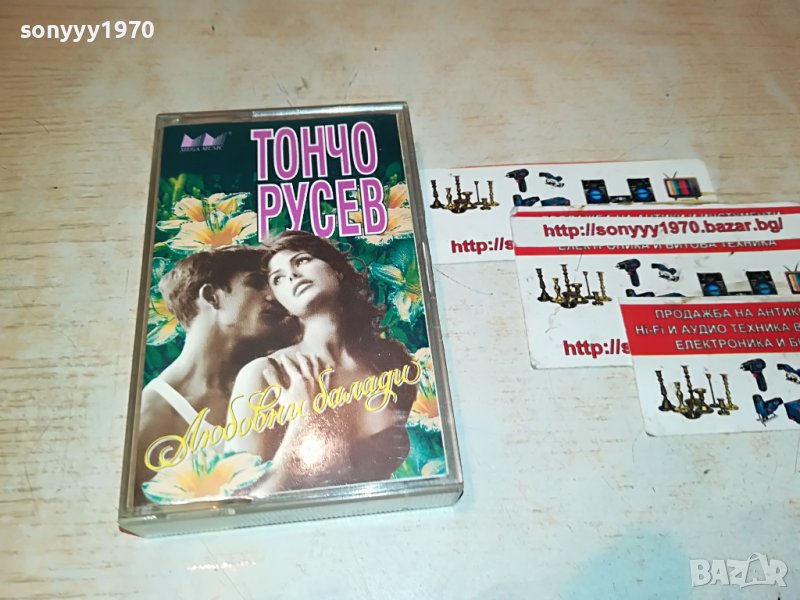 sonyyy1970
MEGA MUSIC
ТОНЧО
РУСЕВ
Любовни балади
http://s
http://sonyyy1970.bazar.bg/
ЕЛЕКТРОНИКА И БИТОВА ТЕХНИКА
http://s
ПРОДАЖБА НА АНТИК
Hi-Fi И АУДИО ТЕХНИКА В
ЕЛЕКТРОНИКА И Б
BAZAR